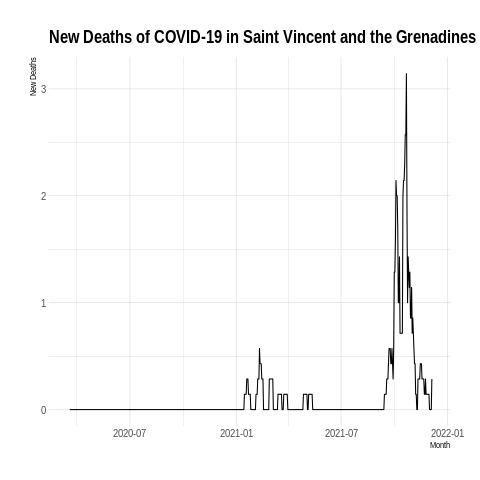 New Deaths of COVID-19 in Saint Vincent and the Grenadines
New Deaths
3
2
1
0
2020-07 2021-01 2021-07 2022-01
Month